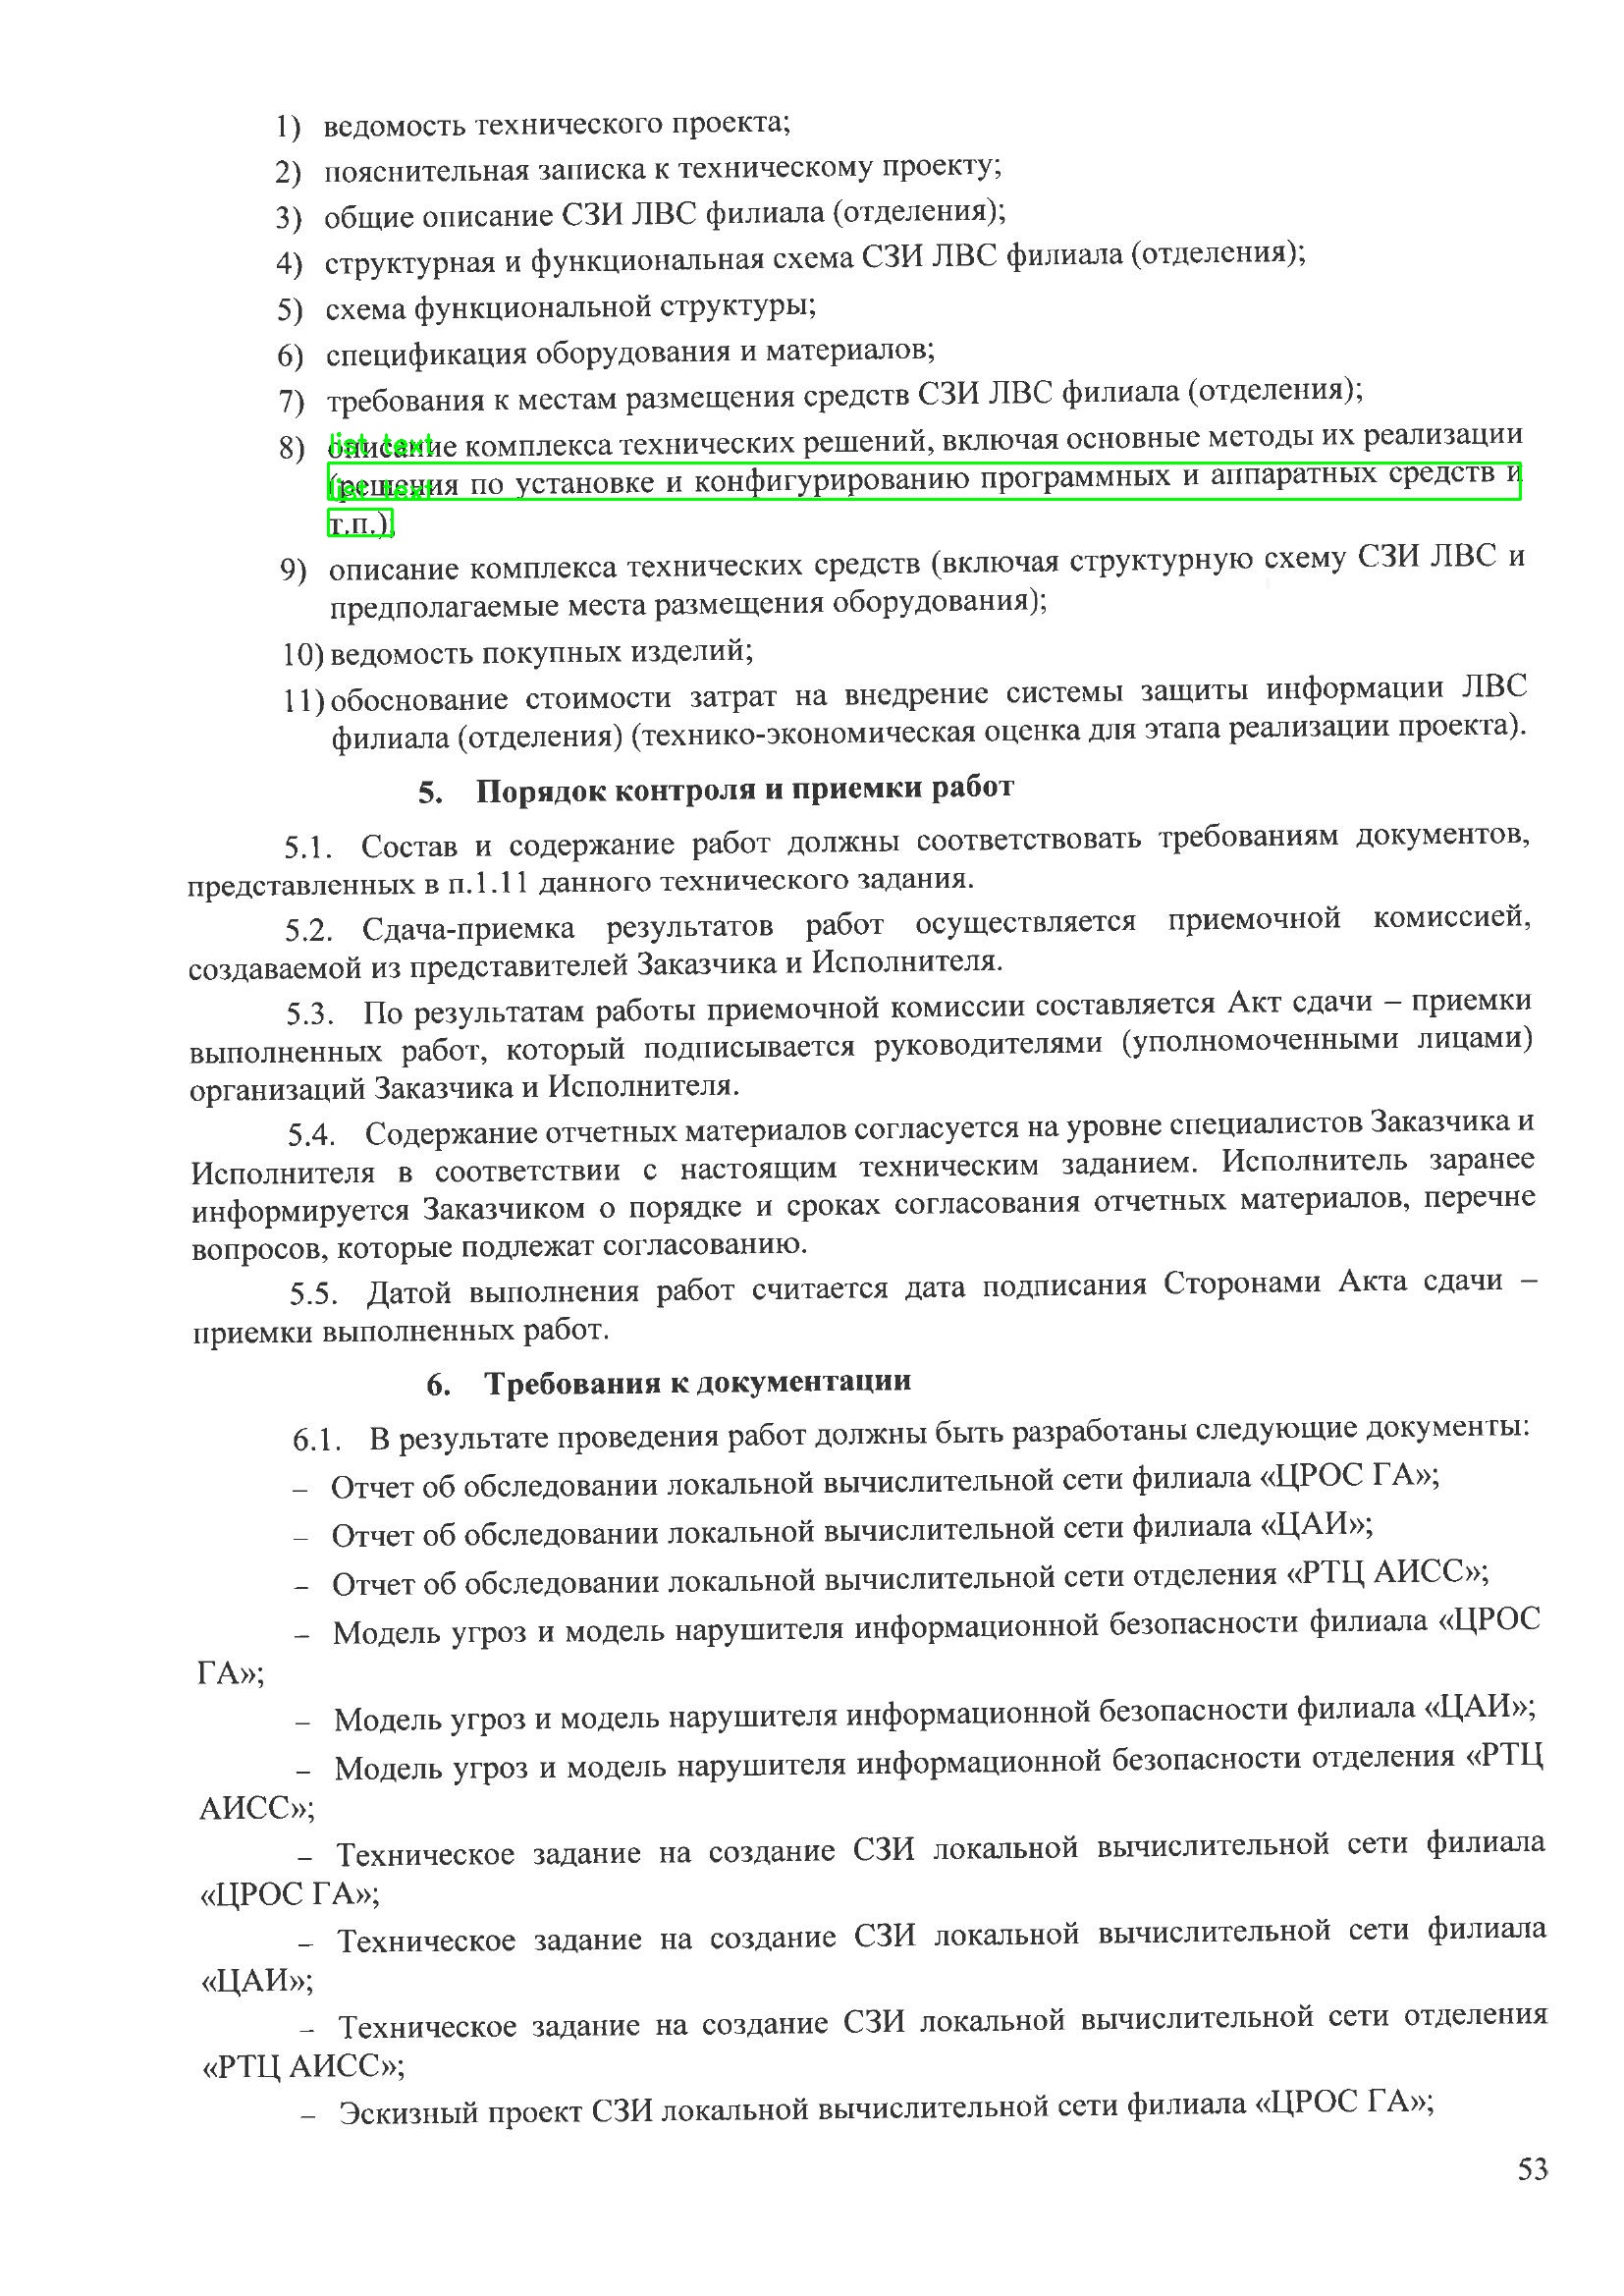 1) ведомость технического проекта;
2) пояснительная записка к техническому проекту;
3) общие описание СЗИ ЛВС филиала (отделения);
4) структурная и функциональная схема СЗИ ЛВС филиала (отделения);
5) схема функциональной структуры;
6) спецификация оборудования и материалов;
7) требования к местам размещения средств СЗИ ЛВС филиала (отделения);
list text
8) описание комплекса технических решений, включая основные методы их реализации
list text
(решения по установке и конфигурированию программных и аппаратных средств и
т.п.);
9) описание комплекса технических средств (включая структурную схему СЗИ ЛВС и
предполагаемые места размещения оборудования);
10) ведомость покупных изделий;
11) обоснование стоимости затрат на внедрение системы защиты информации ЛВС
филиала (отделения) (технико-экономическая оценка для этапа реализации проекта).
5. Порядок контроля и приемки работ
5.1. Состав и содержание работ должны соответствовать требованиям документов,
представленных в п.1.11 данного технического задания.
5.2. Сдача-приемка результатов работ осуществляется приемочной комиссией,
создаваемой из представителей Заказчика и Исполнителя.
5.3. По результатам работы приемочной комиссии составляется Акт сдачи – приемки
выполненных работ, который подписывается руководителями (уполномоченными лицами)
организаций Заказчика и Исполнителя.
5.4. Содержание отчетных материалов согласуется на уровне специалистов Заказчика и
Исполнителя в соответствии с настоящим техническим заданием. Исполнитель заранее
информируется Заказчиком о порядке и сроках согласования отчетных материалов, перечне
вопросов, которые подлежат согласованию.
5.5. Датой выполнения работ считается дата подписания Сторонами Акта сдачи –
приемки выполненных работ.
6. Требования к документации
6.1. В результате проведения работ должны быть разработаны следующие документы:
– Отчет об обследовании локальной вычислительной сети филиала «ЦРОС ГА»;
– Отчет об обследовании локальной вычислительной сети филиала «ЦАИ»;
– Отчет об обследовании локальной вычислительной сети отделения «РТЦ АИСС»;
– Модель угроз и модель нарушителя информационной безопасности филиала «ЦРОС
ГА»;
– Модель угроз и модель нарушителя информационной безопасности филиала «ЦАИ»;
– Модель угроз и модель нарушителя информационной безопасности отделения «РТЦ
АИСС»;
– Техническое задание на создание СЗИ локальной вычислительной сети филиала
«ЦРОС ГА»;
– Техническое задание на создание СЗИ локальной вычислительной сети филиала
«ЦАИ»;
– Техническое задание на создание СЗИ локальной вычислительной сети отделения
«РТЦ АИСС»;
– Эскизный проект СЗИ локальной вычислительной сети филиала «ЦРОС ГА»;
53